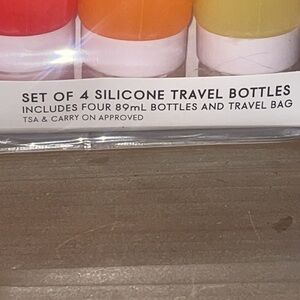 SET OF 4 SILICONE TRAVEL BOTTLES
INCLUDES FOUR 89mL BOTTLES AND TRAVEL BAG
TSA & CARRY ON APPROVED